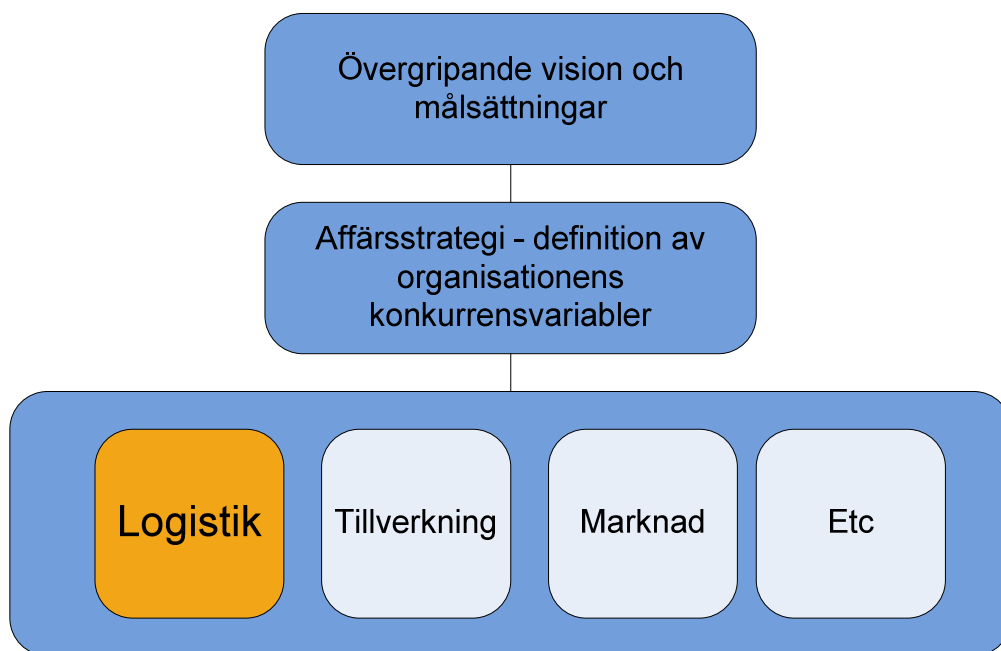 Övergripande vision och
målsättningar
Affärsstrategi - definition av
organisationens
konkurrensvariabler
Logistik
Tillverkning
Marknad
Etc